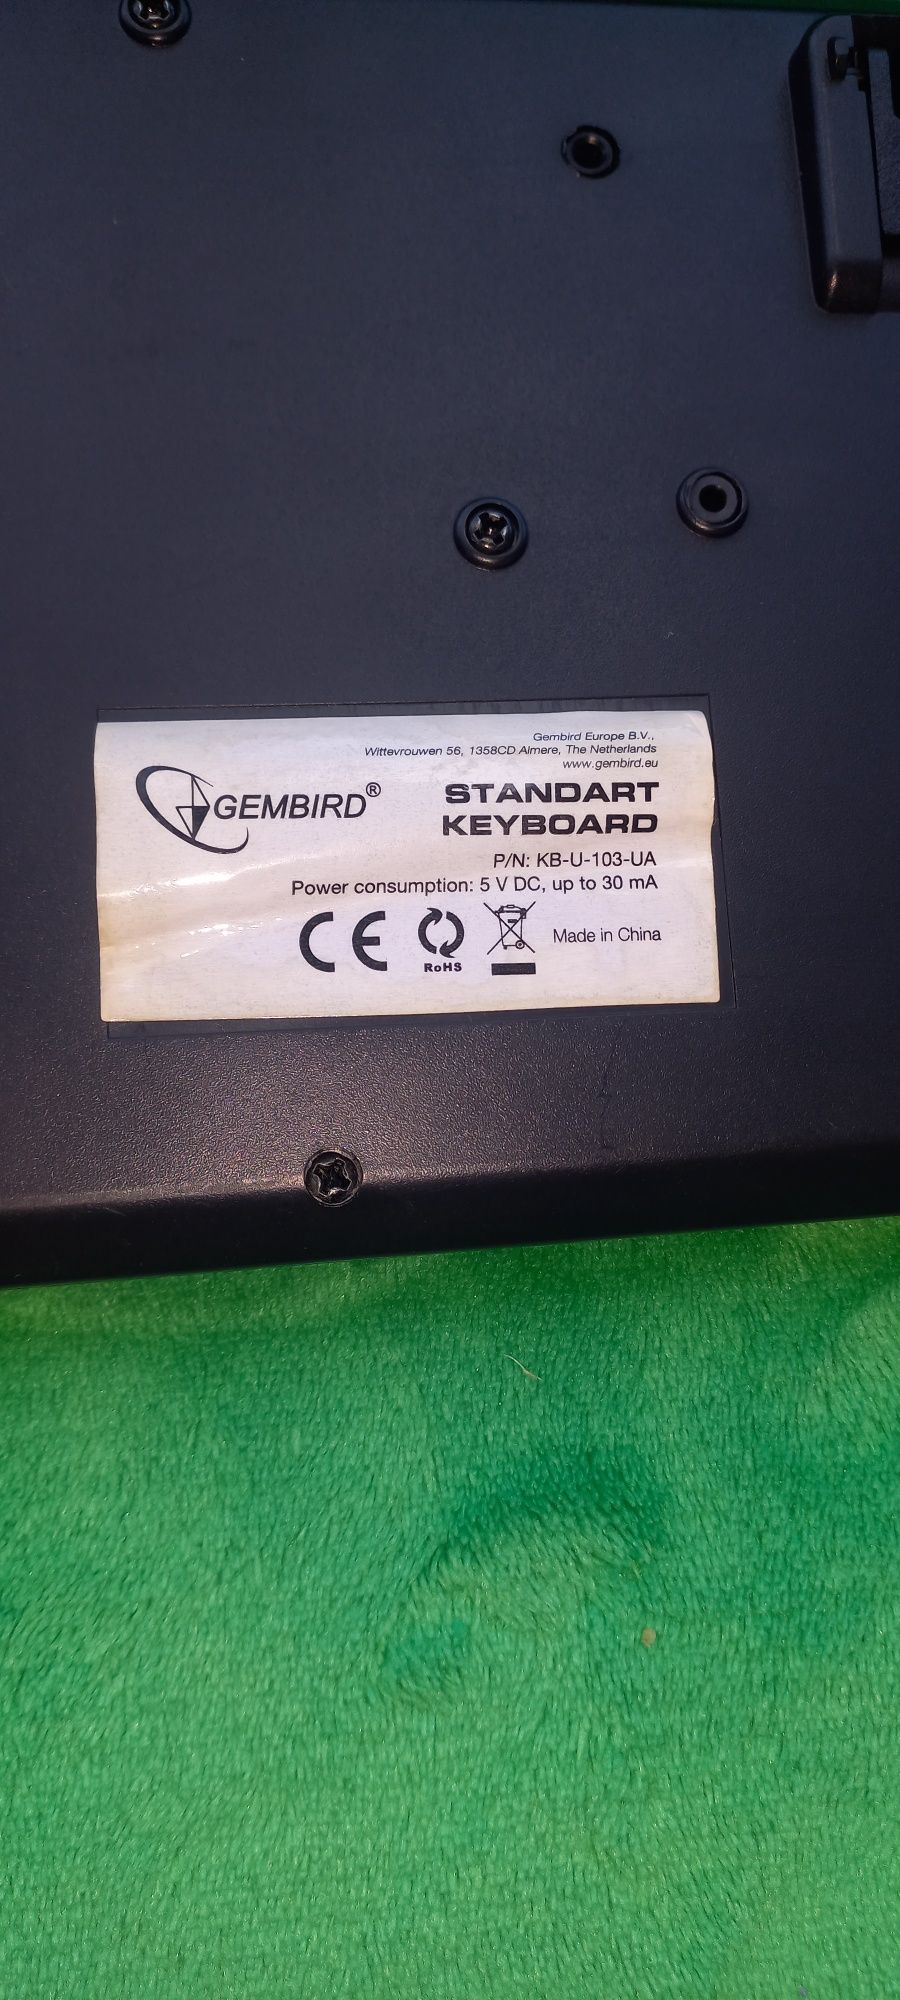 Gembird Europe B.V.,
Wittevrouwen 56, 1358CD Almere, The Netherlands
www.gembird.eu
GEMBIRD®
STANDART
KEYBOARD
P/N: KB-U-103-UA
Power consumption: 5 V DC, up to 30 mA
CE
RoHS
Made in China